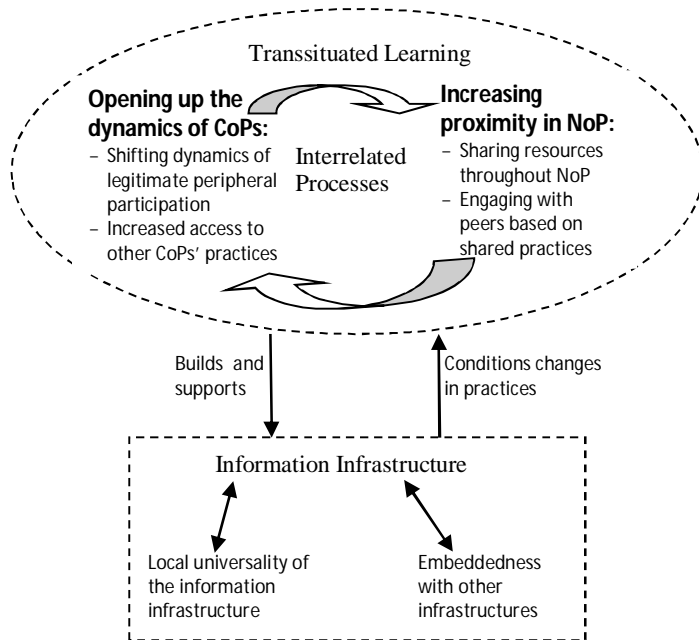 Transsituated Learning
Opening up the
dynamics of CoPs:
– Shifting dynamics of
legitimate peripheral
participation
– Increased access to
other CoPs' practices
Interrelated
Processes
Increasing
proximity in NoP:
– Sharing resources
throughout NoP
– Engaging with
peers based on
shared practices
Builds and
supports
Conditions changes
in practices
Information Infrastructure
Local universality of
the information
infrastructure
Embeddedness
with other
infrastructures